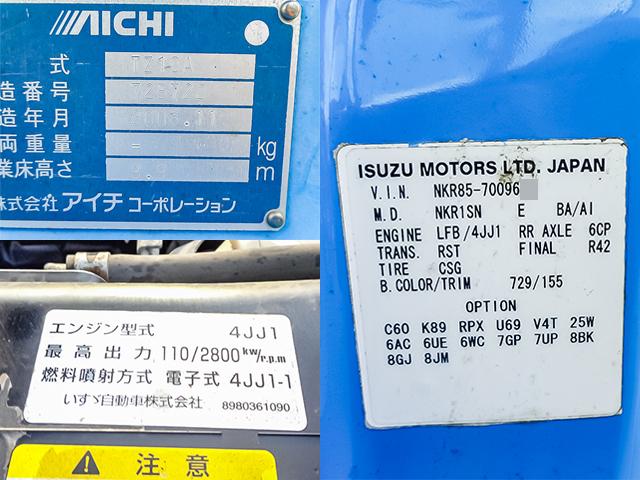 AICHI
式 TZ10A
造番号
造年月 2008.11
両重量 kg
業床高さ 9.9 m
株式会社アイチコーポレーション
エンジン型式 4JJ1
最高出力 110/2800 kW/r.p.m
燃料噴射方式 電子式 4JJ1-1
いすゞ自動車株式会社 8980361090
注意
ISUZU MOTORS LTD. JAPAN
V.I.N. NKR85-70096
M.D. NKR1SN E BA/AI
ENGINE LFB/4JJ1 RR AXLE 6CP
TRANS. RST FINAL R42
TIRE CSG
B.COLOR/TRIM 729/155
OPTION
C60 K89 RPX U69 V4T 25W
6AC 6UE 6WC 7GP 7UP 8BK
8GJ 8JM